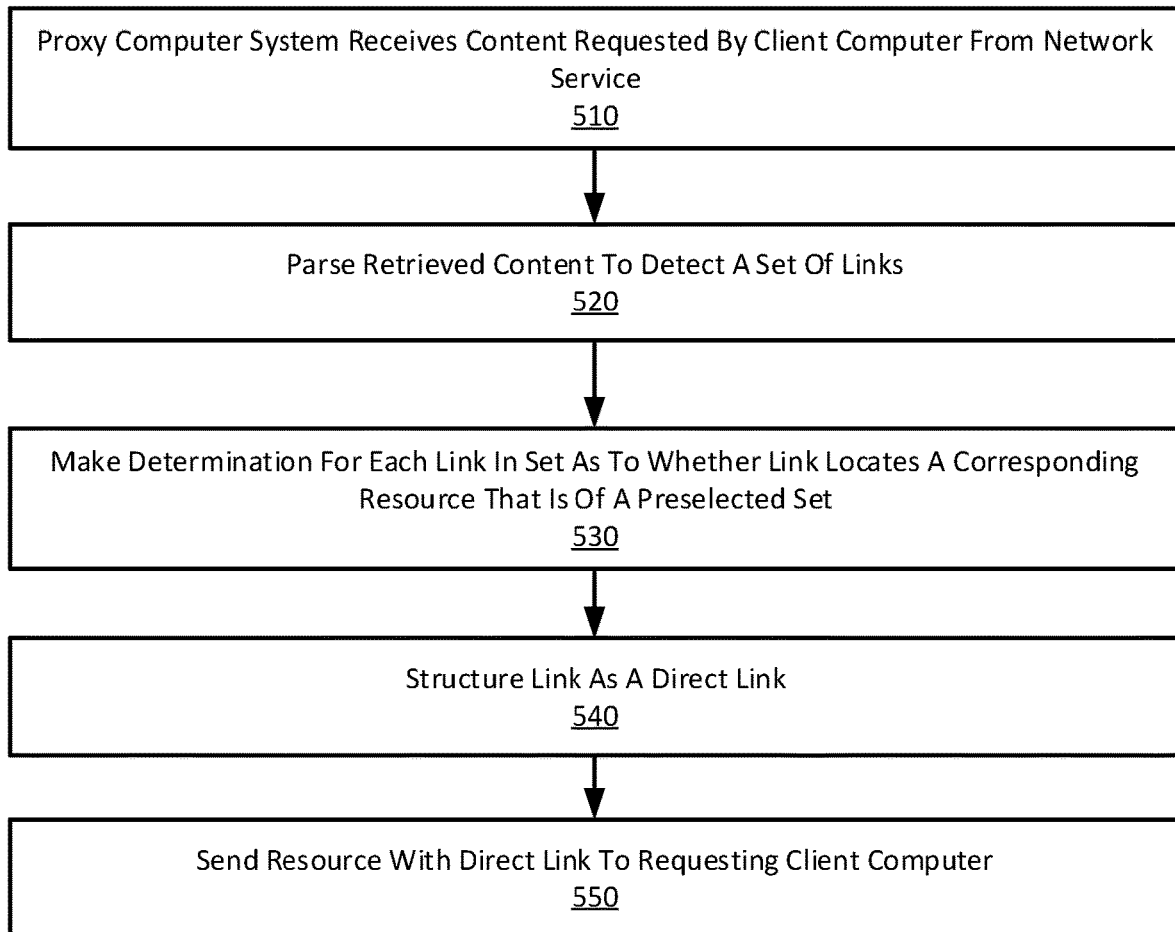 Proxy Computer System Receives Content Requested By Client Computer From Network
Service
510
Parse Retrieved Content To Detect A Set Of Links
520
Make Determination For Each Link In Set As To Whether Link Locates A Corresponding
Resource That Is Of A Preselected Set
530
Structure Link As A Direct Link
540
Send Resource With Direct Link To Requesting Client Computer
550